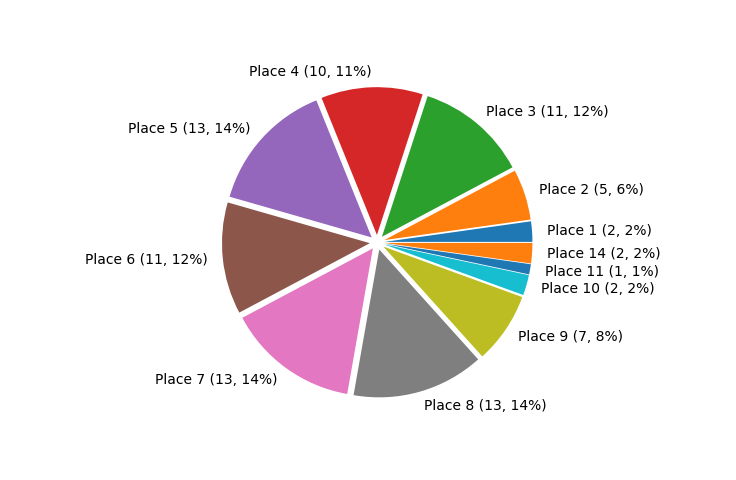 Place 4 (10, 11%)
Place 3 (11, 12%)
Place 5 (13, 14%)
Place 2 (5, 6%)
Place 1 (2, 2%)
Place 14 (2, 2%)
Place 6 (11, 12%)
Place 11 (1, 1%)
Place 10 (2, 2%)
Place 9 (7, 8%)
Place 7 (13, 14%)
Place 8 (13, 14%)